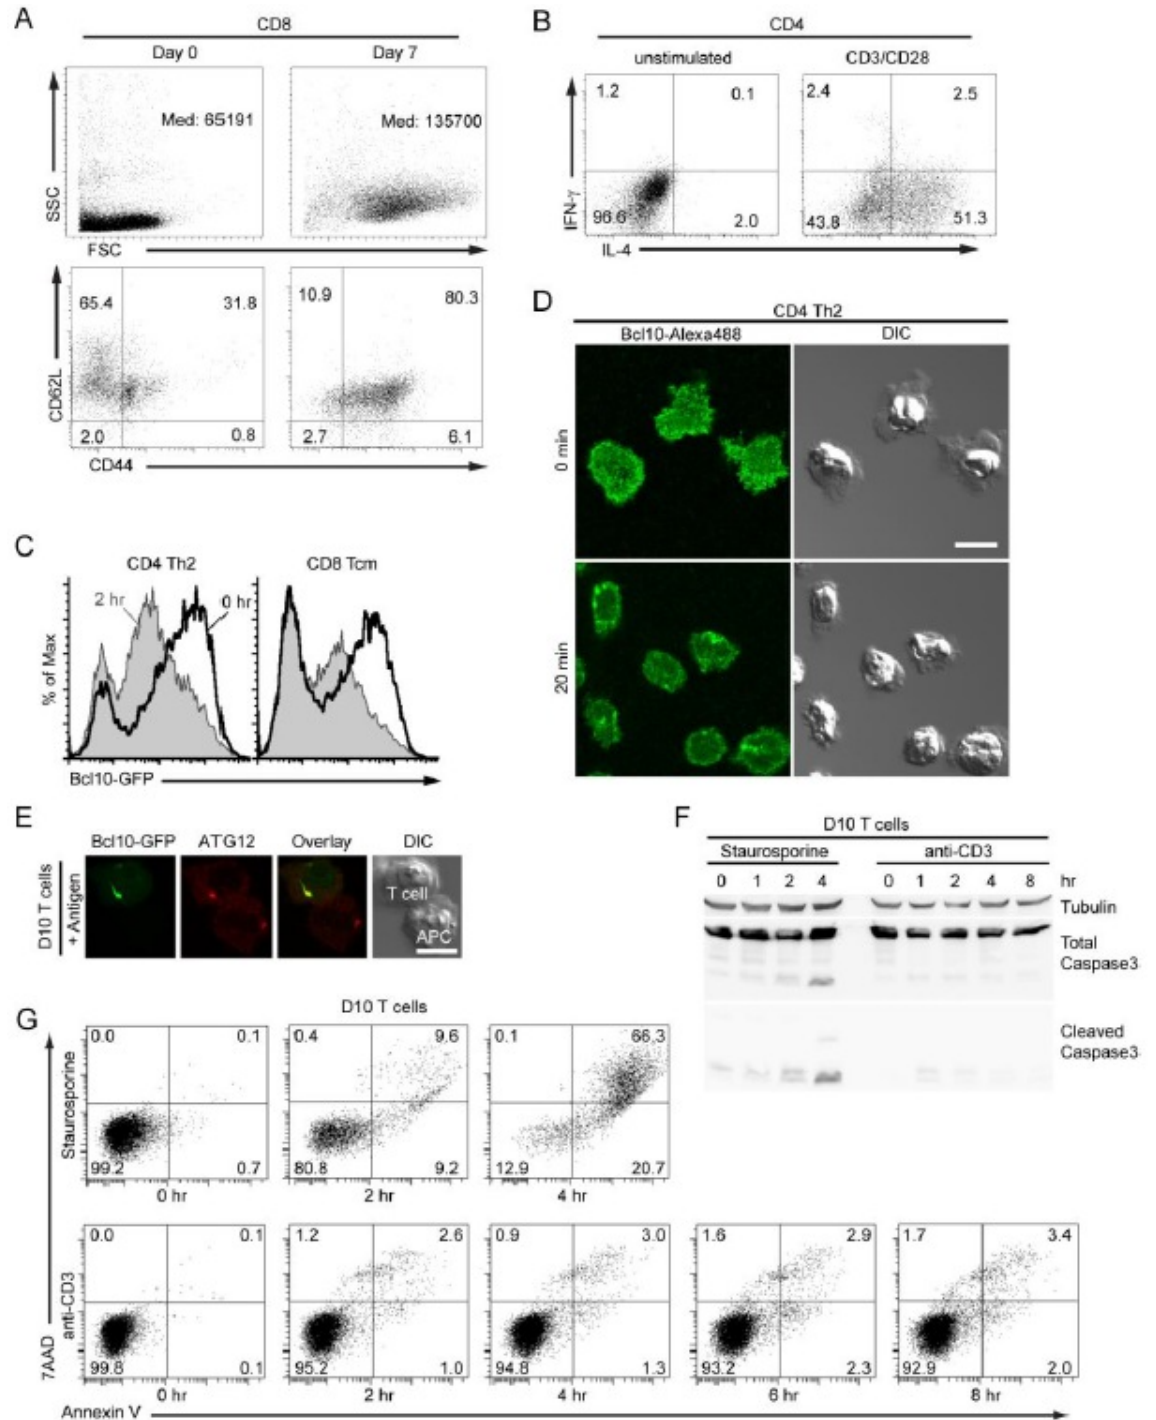 A
CD8
Day 0
Day 7
Med: 65191
Med: 135700
SSC
FSC
65.4
31.8
10.9
80.3
CD62L
2.0
0.8
2.7
6.1
CD44
B
CD4
unstimulated
CD3/CD28
1.2
0.1
2.4
2.5
IFN-γ
96.6
2.0
43.8
51.3
IL-4
C
CD4 Th2
CD8 Tcm
2 hr
0 hr
% of Max
Bcl10-GFP
D
CD4 Th2
Bcl10-Alexa488
DIC
0 min
20 min
E
Bcl10-GFP
ATG12
Overlay
DIC
D10 T cells
+ Antigen
T cell
APC
F
D10 T cells
Staurosporine
anti-CD3
0 1 2 4 0 1 2 4 8 hr
Tubulin
Total
Caspase3
Cleaved
Caspase3
G
D10 T cells
Staurosporine
0.0
0.1
0.4
9.6
0.1
66.3
99.2
0.7
80.8
9.2
12.9
20.7
0 hr
2 hr
4 hr
anti-CD3
0.0
0.1
1.2
2.6
0.9
3.0
1.6
2.9
1.7
3.4
99.8
0.1
95.2
1.0
94.8
1.3
93.2
2.3
92.9
2.0
0 hr
2 hr
4 hr
6 hr
8 hr
7AAD
Annexin V